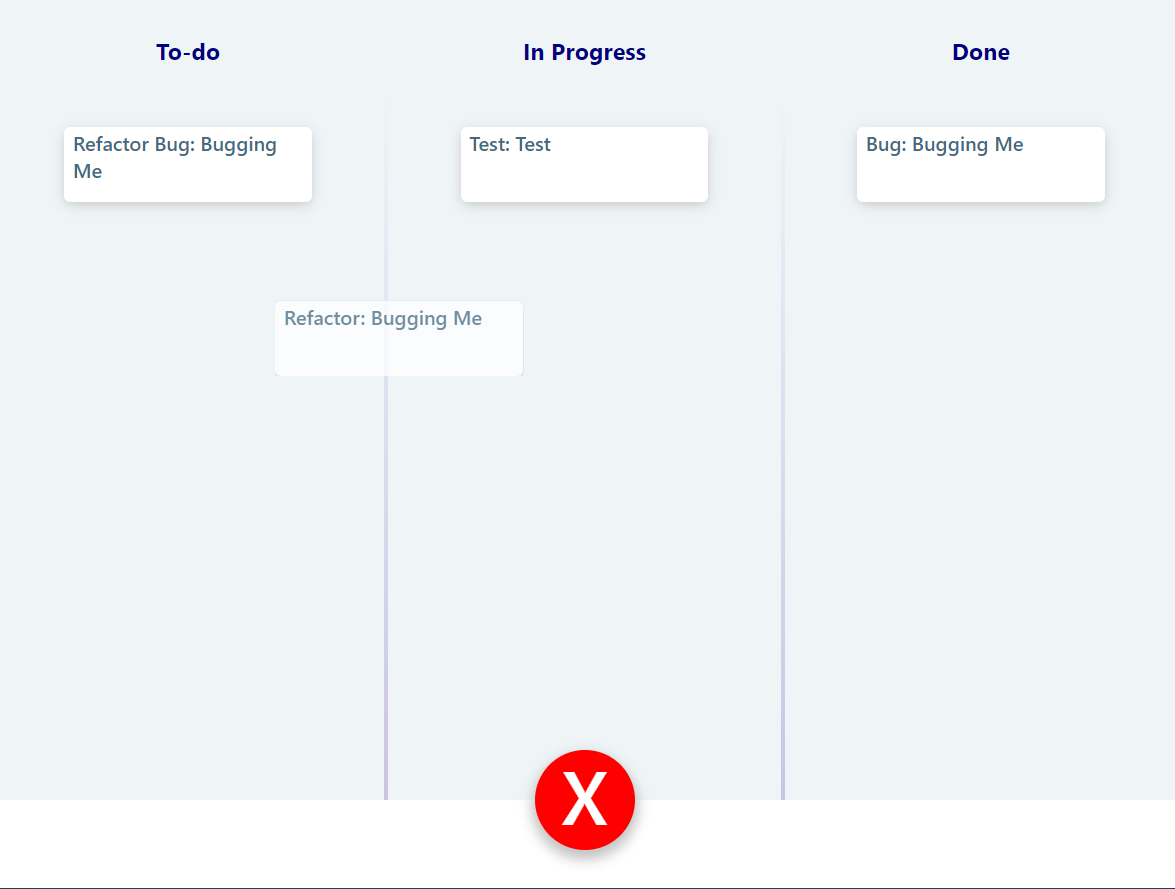 To-do
In Progress
Done
Refactor Bug: Bugging
Me
Test: Test
Bug: Bugging Me
Refactor: Bugging Me
X